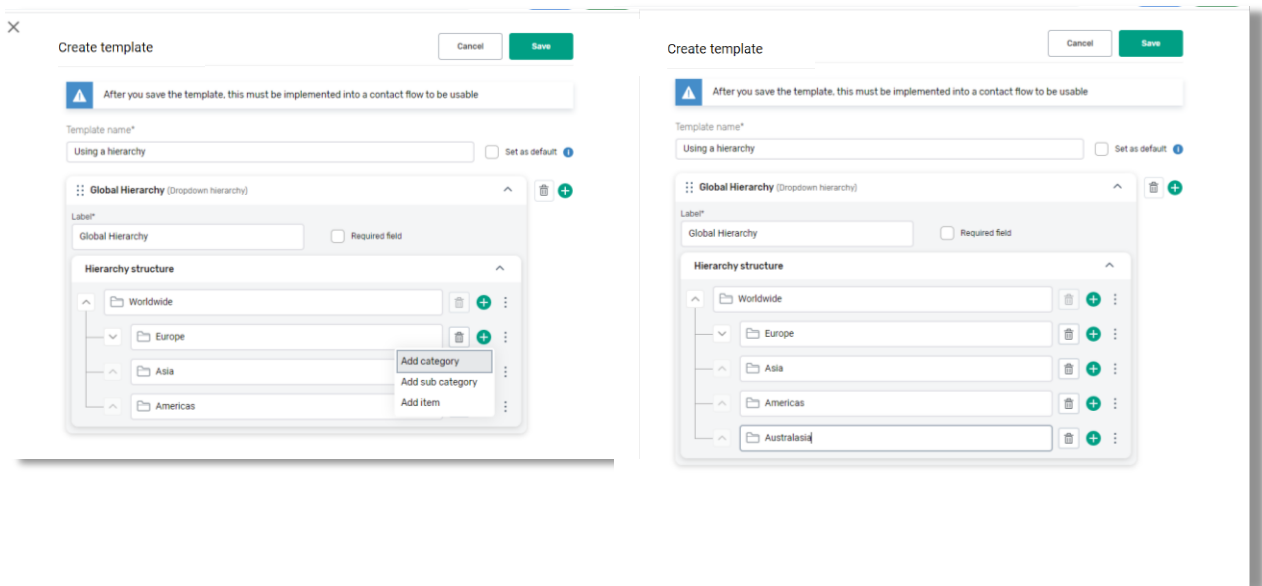 Create template
Cancel
Save
After you save the template, this must be implemented into a contact flow to be usable
Template name*
Using a hierarchy
Set as default
Global Hierarchy (Dropdown hierarchy)
Label*
Global Hierarchy
Required field
Hierarchy structure
Worldwide
Europe
Add category
Asia
Add sub category
Add item
Americas
Create template
Cancel
Save
After you save the template, this must be implemented into a contact flow to be usable
Template name*
Using a hierarchy
Set as default
Global Hierarchy (Dropdown hierarchy)
Label*
Global Hierarchy
Required field
Hierarchy structure
Worldwide
Europe
Asia
Americas
Australasia